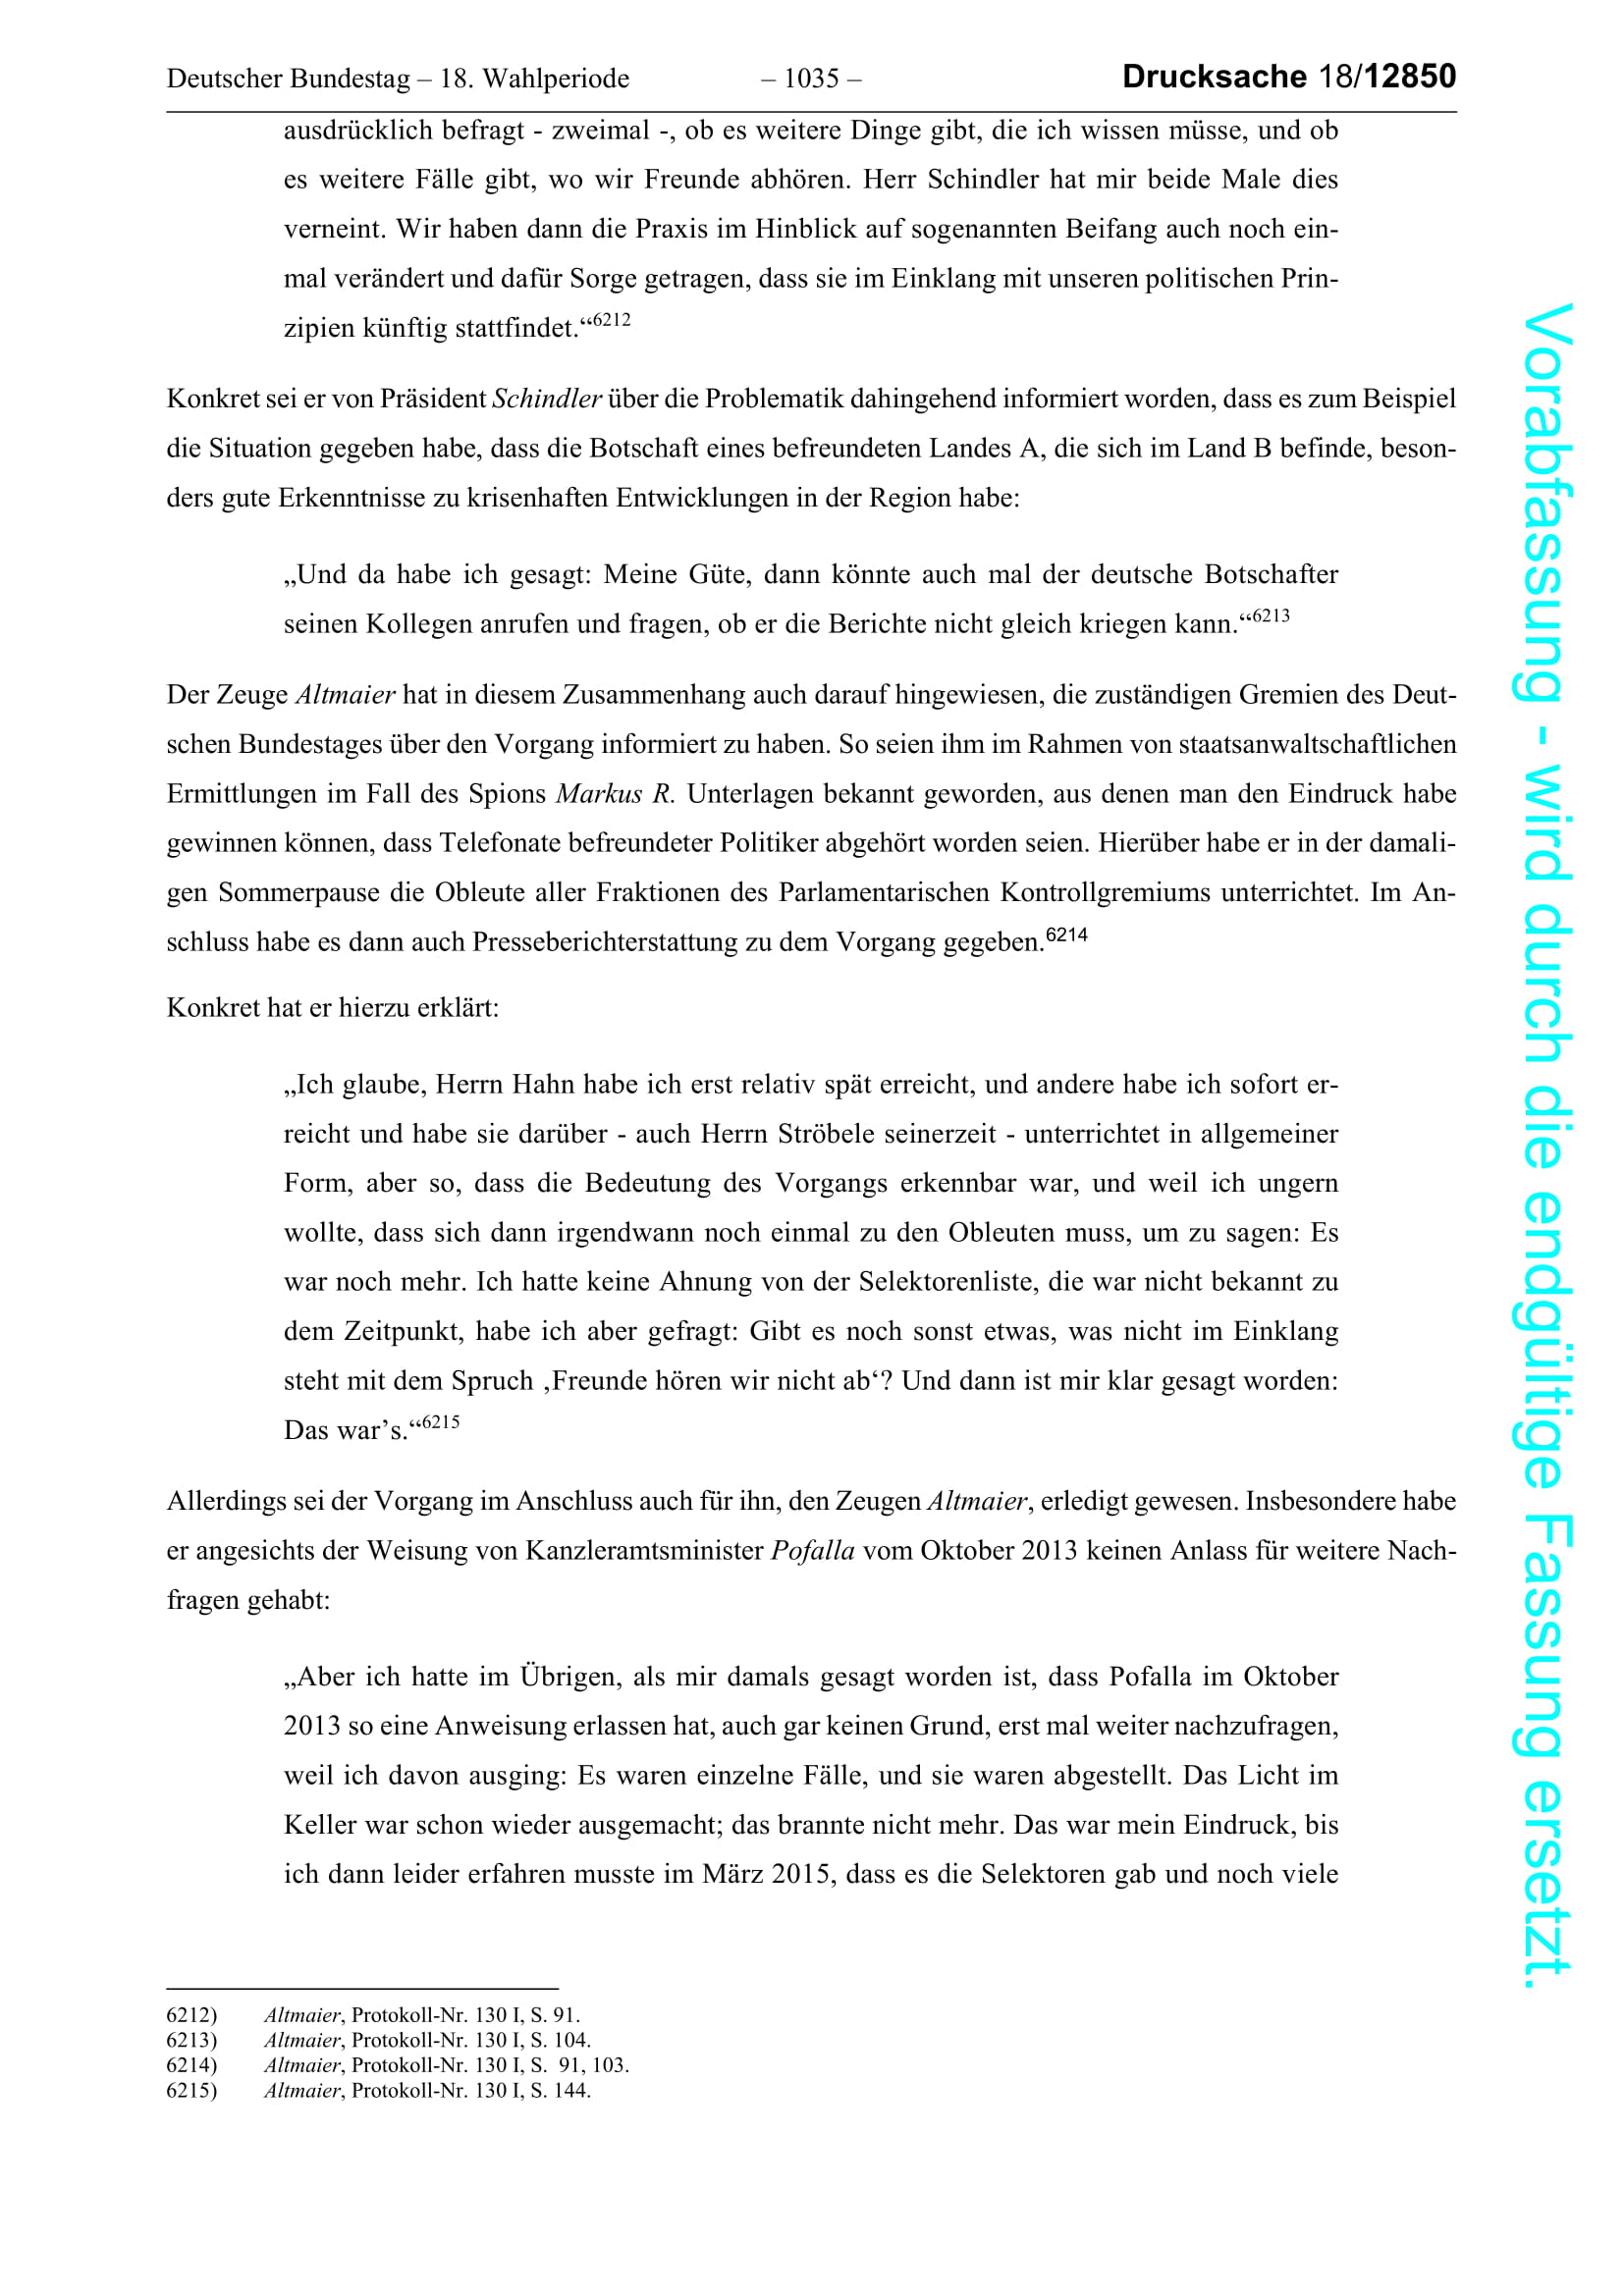 Deutscher Bundestag – 18. Wahlperiode – 1035 – Drucksache 18/12850
ausdrücklich befragt - zweimal -, ob es weitere Dinge gibt, die ich wissen müsse, und ob
es weitere Fälle gibt, wo wir Freunde abhören. Herr Schindler hat mir beide Male dies
verneint. Wir haben dann die Praxis im Hinblick auf sogenannten Beifang auch noch ein-
mal verändert und dafür Sorge getragen, dass sie im Einklang mit unseren politischen Prin-
zipien künftig stattfindet.“6212
Konkret sei er von Präsident Schindler über die Problematik dahingehend informiert worden, dass es zum Beispiel
die Situation gegeben habe, dass die Botschaft eines befreundeten Landes A, die sich im Land B befinde, beson-
ders gute Erkenntnisse zu krisenhaften Entwicklungen in der Region habe:
„Und da habe ich gesagt: Meine Güte, dann könnte auch mal der deutsche Botschafter
seinen Kollegen anrufen und fragen, ob er die Berichte nicht gleich kriegen kann.“6213
Der Zeuge Altmaier hat in diesem Zusammenhang auch darauf hingewiesen, die zuständigen Gremien des Deut-
schen Bundestages über den Vorgang informiert zu haben. So seien ihm im Rahmen von staatsanwaltschaftlichen
Ermittlungen im Fall des Spions Markus R. Unterlagen bekannt geworden, aus denen man den Eindruck habe
gewinnen können, dass Telefonate befreundeter Politiker abgehört worden seien. Hierüber habe er in der damali-
gen Sommerpause die Obleute aller Fraktionen des Parlamentarischen Kontrollgremiums unterrichtet. Im An-
schluss habe es dann auch Presseberichterstattung zu dem Vorgang gegeben.6214
Konkret hat er hierzu erklärt:
„Ich glaube, Herrn Hahn habe ich erst relativ spät erreicht, und andere habe ich sofort er-
reicht und habe sie darüber - auch Herrn Ströbele seinerzeit - unterrichtet in allgemeiner
Form, aber so, dass die Bedeutung des Vorgangs erkennbar war, und weil ich ungern
wollte, dass sich dann irgendwann noch einmal zu den Obleuten muss, um zu sagen: Es
war noch mehr. Ich hatte keine Ahnung von der Selektorenliste, die war nicht bekannt zu
dem Zeitpunkt, habe ich aber gefragt: Gibt es noch sonst etwas, was nicht im Einklang
steht mit dem Spruch ‚Freunde hören wir nicht ab‘? Und dann ist mir klar gesagt worden:
Das war’s.“6215
Allerdings sei der Vorgang im Anschluss auch für ihn, den Zeugen Altmaier, erledigt gewesen. Insbesondere habe
er angesichts der Weisung von Kanzleramtsminister Pofalla vom Oktober 2013 keinen Anlass für weitere Nach-
fragen gehabt:
„Aber ich hatte im Übrigen, als mir damals gesagt worden ist, dass Pofalla im Oktober
2013 so eine Anweisung erlassen hat, auch gar keinen Grund, erst mal weiter nachzufragen,
weil ich davon ausging: Es waren einzelne Fälle, und sie waren abgestellt. Das Licht im
Keller war schon wieder ausgemacht; das brannte nicht mehr. Das war mein Eindruck, bis
ich dann leider erfahren musste im März 2015, dass es die Selektoren gab und noch viele
6212) Altmaier, Protokoll-Nr. 130 I, S. 91.
6213) Altmaier, Protokoll-Nr. 130 I, S. 104.
6214) Altmaier, Protokoll-Nr. 130 I, S. 91, 103.
6215) Altmaier, Protokoll-Nr. 130 I, S. 144.
Vorabfassung - wird durch die endgültige Fassung ersetzt.